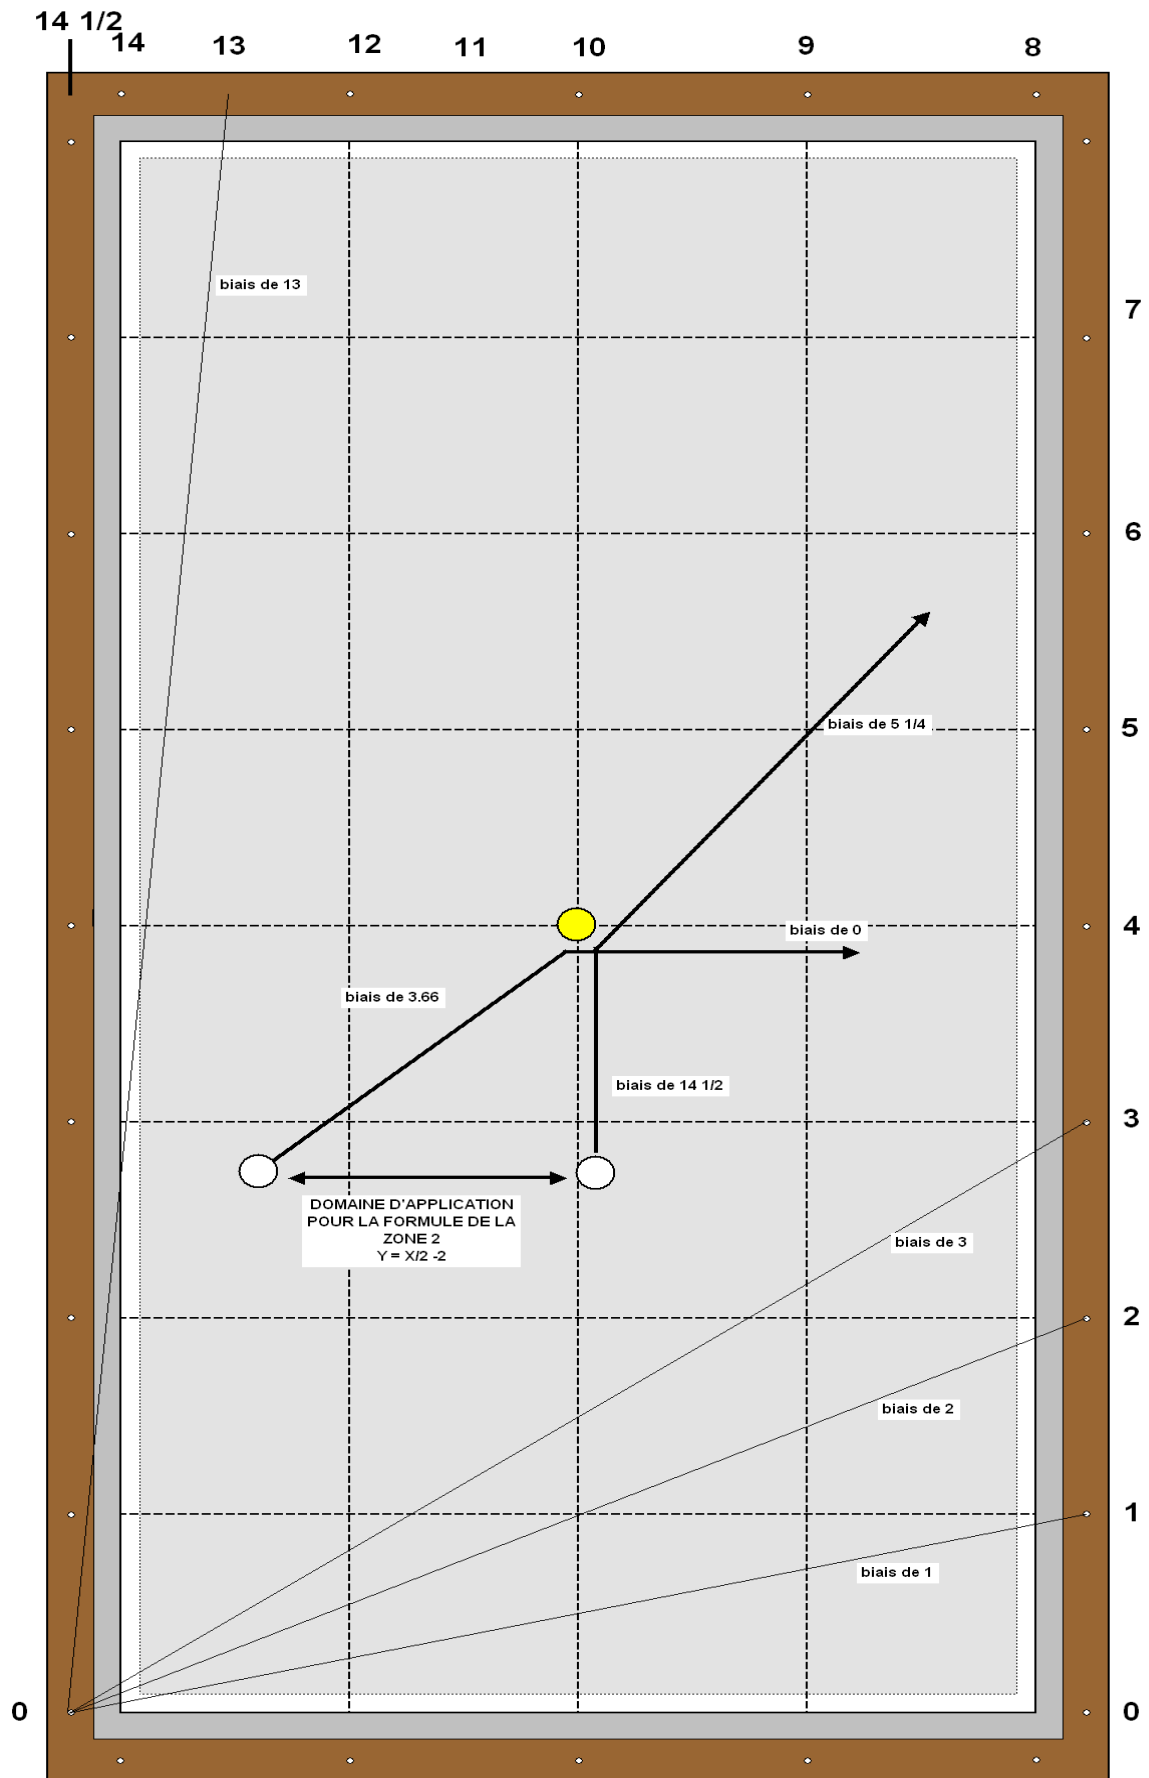 14 1/2
14
13
12
11
10
9
8
biais de 13
7
6
5
biais de 5 1/4
4
biais de 0
biais de 3.66
biais de 14 1/2
3
DOMAINE D'APPLICATION
POUR LA FORMULE DE LA
ZONE 2
Y = X/2 -2
biais de 3
2
biais de 2
1
biais de 1
0
0